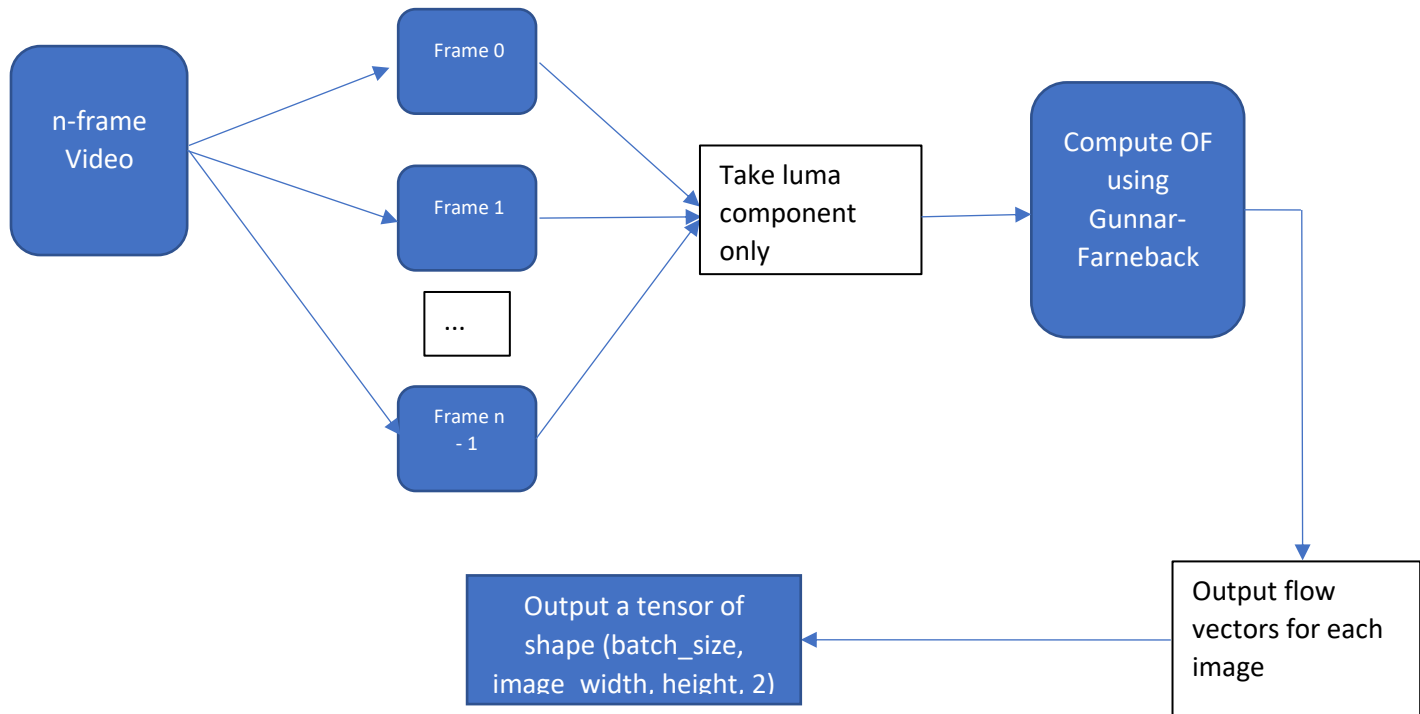 n-frame
Video
Frame 0
Frame 1
...
Frame n
- 1
Take luma
component
only
Compute OF
using
Gunnar-
Farneback
Output flow
vectors for each
image
Output a tensor of
shape (batch_size,
image_width, height, 2)